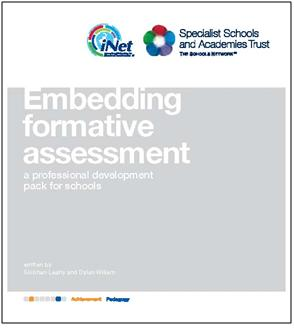 iNet
Specialist Schools
and Academies Trust
THE SCHOOLS NETWORK™
Embedding
formative
assessment
a professional development
pack for schools
written by
Siobhan Leahy and Dylan Wiliam
Achievement Pedagogy